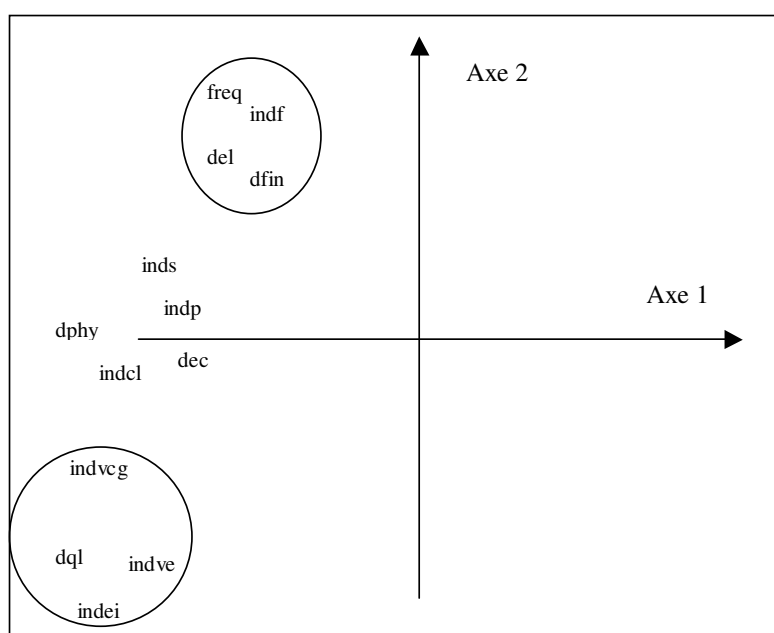 Axe 2
freq
indf
del
dfin
inds
Axe 1
indp
dphy
dec
indcl
indvcg
dql
indve
indei